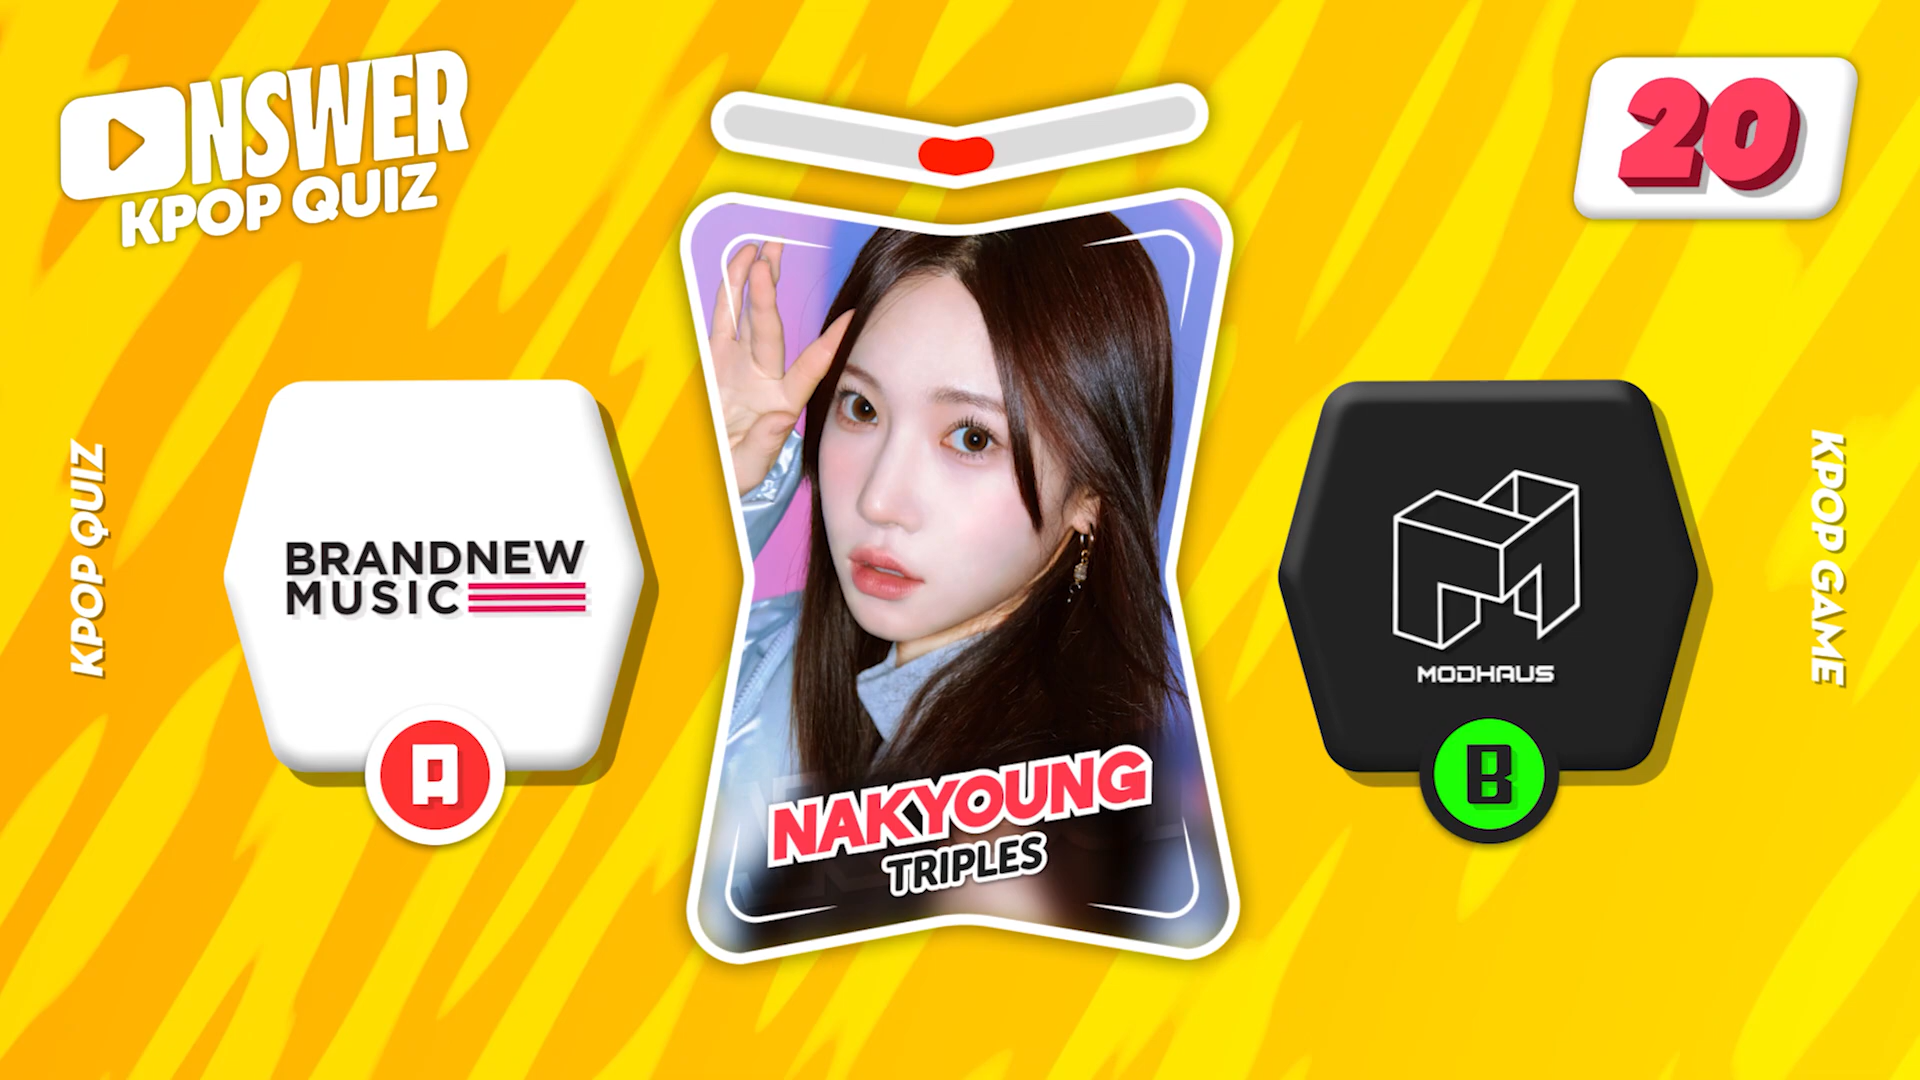 NSWER
KPOP QUIZ
20
KPOP QUIZ
BRANDNEW
MUSIC
A
NAKYOUNG
TRIPLES
MODHAUS
B
KPOP GAME